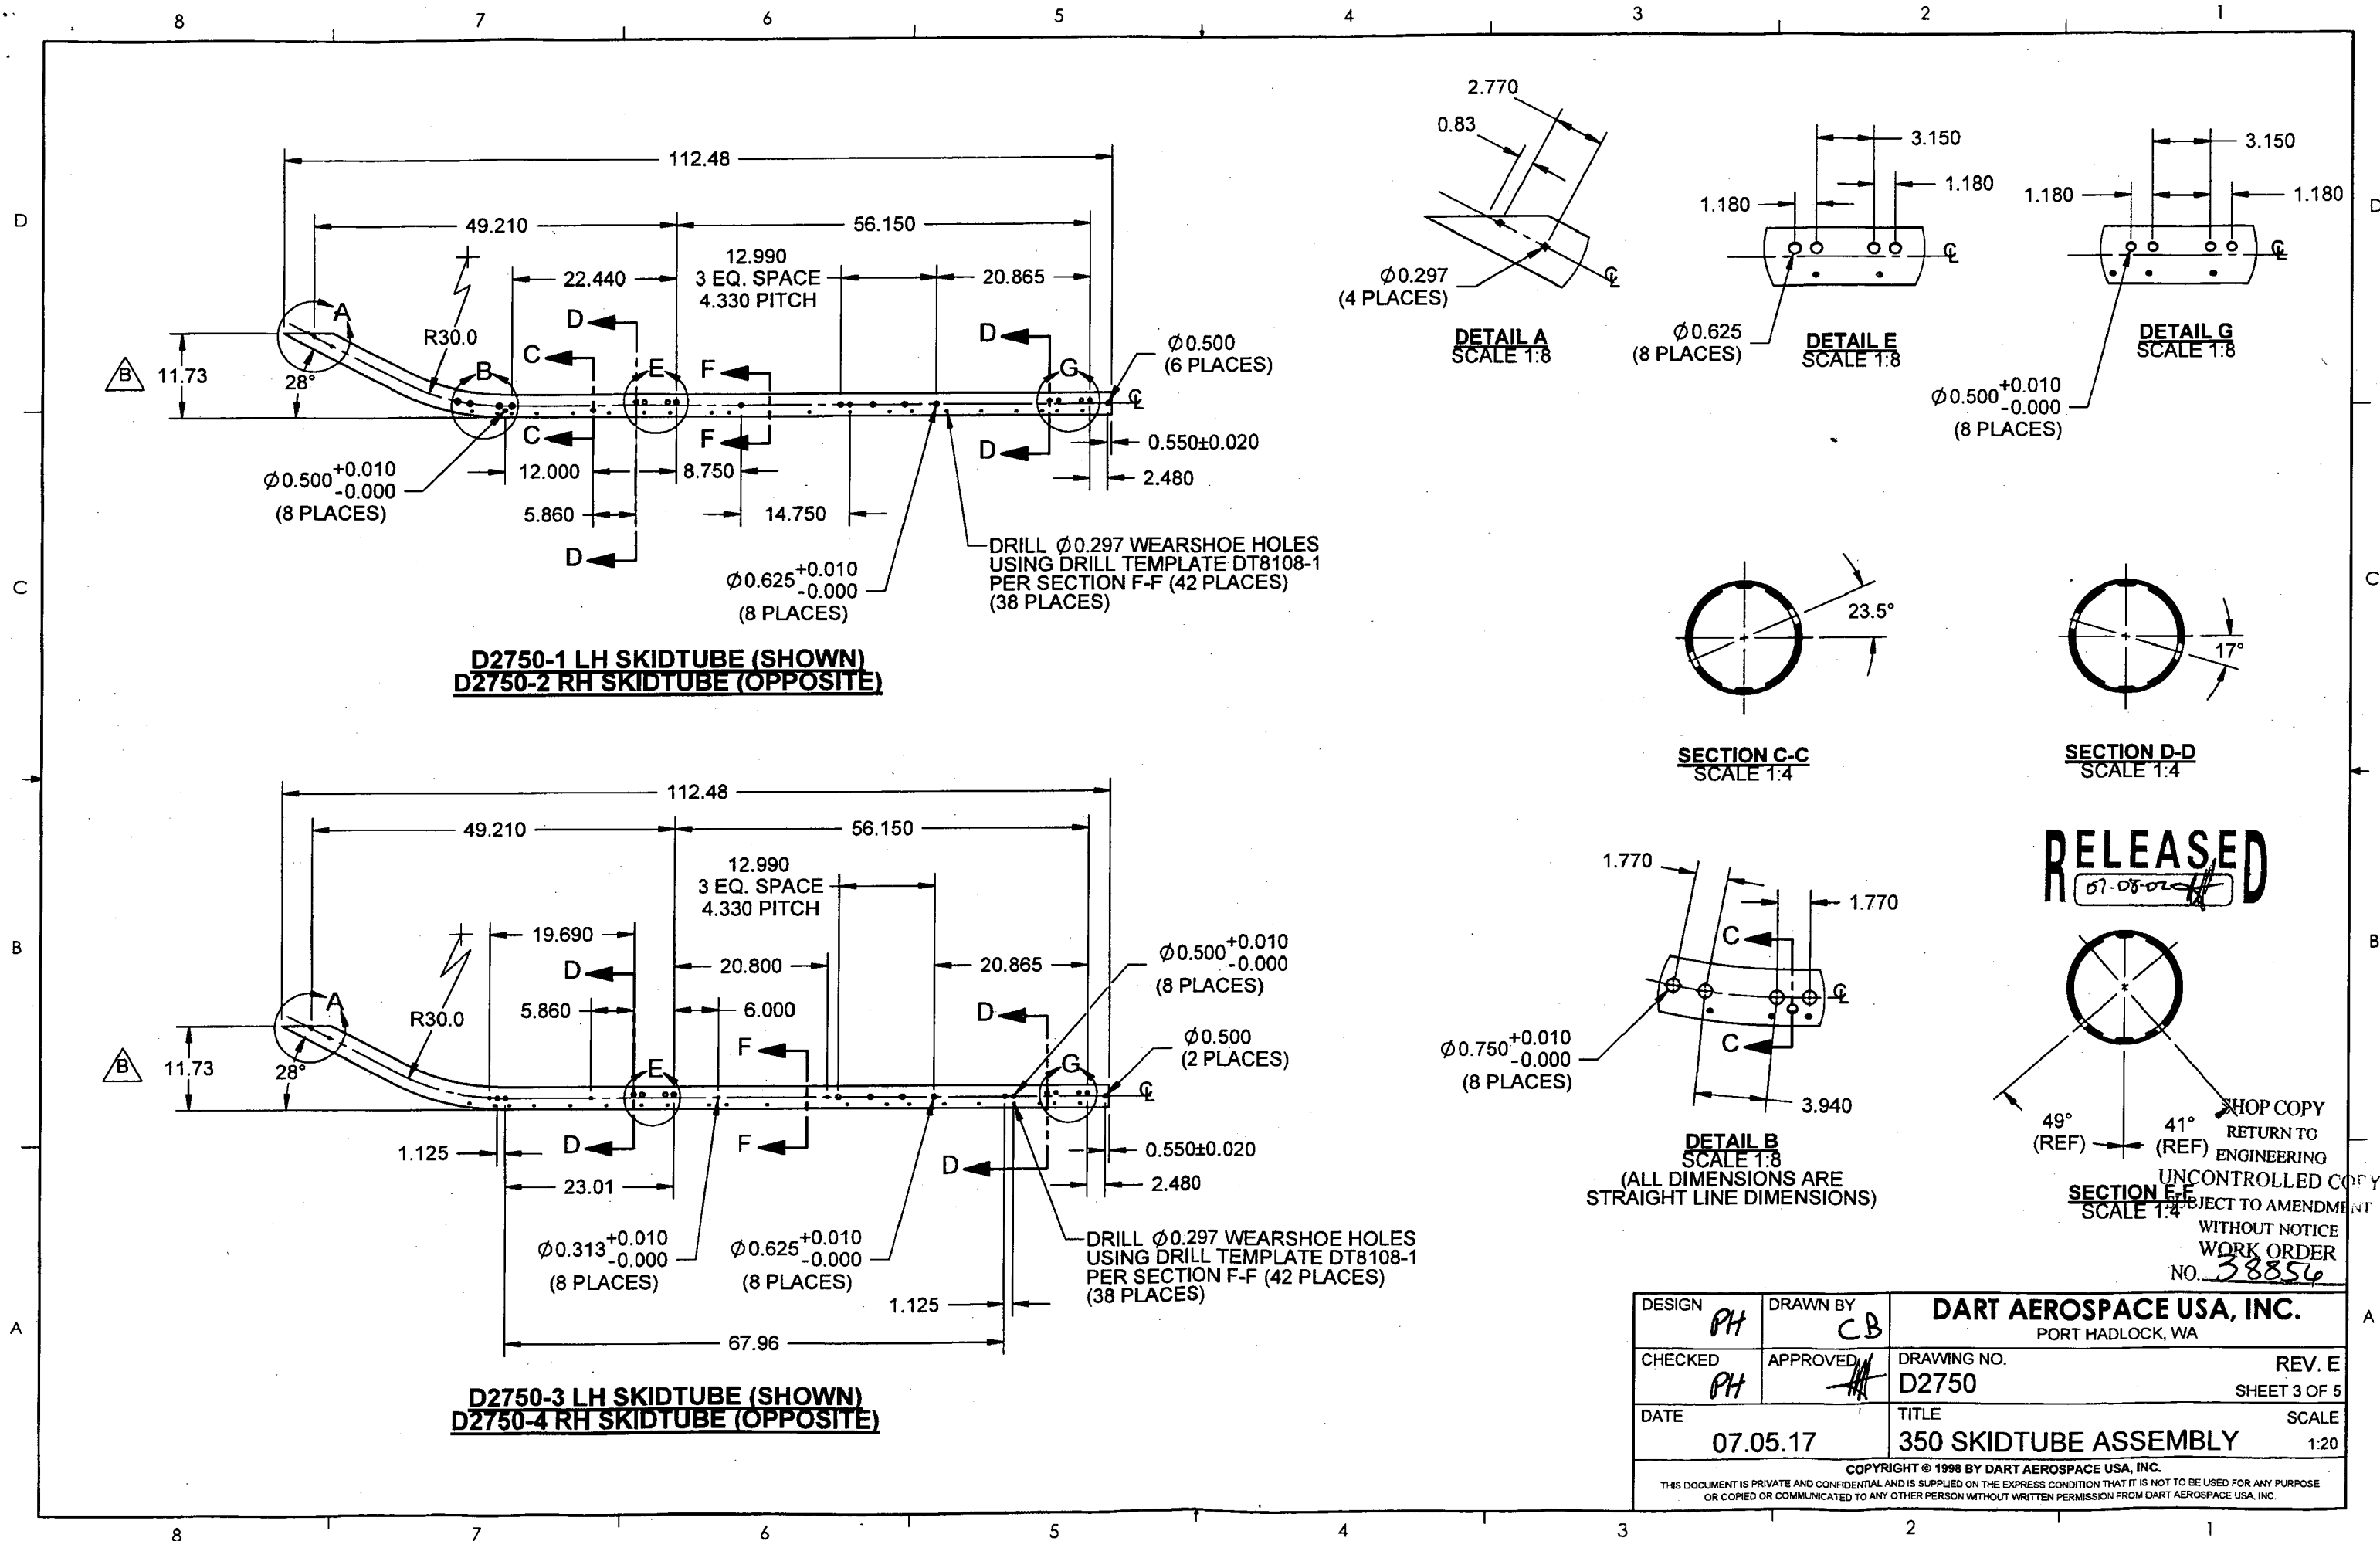 8 7 6 5 4 3 2 1
D
C
B
A
D
C
B
A
112.48
49.210
56.150
22.440
12.990
3 EQ. SPACE
4.330 PITCH
20.865
A
R30.0
B
11.73
28°
B
C
C
D
D
E
F
F
D
D
G
℄
Ø0.500
(6 PLACES)
0.550±0.020
2.480
12.000
8.750
5.860
14.750
Ø0.500 +0.010
-0.000
(8 PLACES)
Ø0.625 +0.010
-0.000
(8 PLACES)
DRILL Ø0.297 WEARSHOE HOLES
USING DRILL TEMPLATE DT8108-1
PER SECTION F-F (42 PLACES)
(38 PLACES)
D2750-1 LH SKIDTUBE (SHOWN)
D2750-2 RH SKIDTUBE (OPPOSITE)
2.770
0.83
Ø0.297
(4 PLACES)
℄
DETAIL A
SCALE 1:8
3.150
1.180
1.180
℄
Ø0.625
(8 PLACES)
DETAIL E
SCALE 1:8
3.150
1.180
1.180
℄
Ø0.500 +0.010
-0.000
(8 PLACES)
DETAIL G
SCALE 1:8
23.5°
SECTION C-C
SCALE 1:4
17°
SECTION D-D
SCALE 1:4
112.48
49.210
56.150
12.990
3 EQ. SPACE
4.330 PITCH
19.690
20.800
20.865
5.860
6.000
A
R30.0
B
11.73
28°
D
D
E
F
F
D
D
G
℄
Ø0.500 +0.010
-0.000
(8 PLACES)
Ø0.500
(2 PLACES)
0.550±0.020
2.480
1.125
23.01
Ø0.313 +0.010
-0.000
(8 PLACES)
Ø0.625 +0.010
-0.000
(8 PLACES)
DRILL Ø0.297 WEARSHOE HOLES
USING DRILL TEMPLATE DT8108-1
PER SECTION F-F (42 PLACES)
(38 PLACES)
1.125
67.96
D2750-3 LH SKIDTUBE (SHOWN)
D2750-4 RH SKIDTUBE (OPPOSITE)
1.770
1.770
C
C
℄
Ø0.750 +0.010
-0.000
(8 PLACES)
3.940
DETAIL B
SCALE 1:8
(ALL DIMENSIONS ARE
STRAIGHT LINE DIMENSIONS)
RELEASED
07-08-02
49°
(REF)
41°
(REF)
SECTION F-F
SCALE 1:4
SHOP COPY
RETURN TO
ENGINEERING
UNCONTROLLED COPY
SUBJECT TO AMENDMENT
WITHOUT NOTICE
WORK ORDER
NO. 38856
DESIGN PH
DRAWN BY CB
DART AEROSPACE USA, INC.
PORT HADLOCK, WA
CHECKED PH
APPROVED
DRAWING NO.
D2750
REV. E
SHEET 3 OF 5
DATE
07.05.17
TITLE
350 SKIDTUBE ASSEMBLY
SCALE
1:20
COPYRIGHT © 1998 BY DART AEROSPACE USA, INC.
THIS DOCUMENT IS PRIVATE AND CONFIDENTIAL AND IS SUPPLIED ON THE EXPRESS CONDITION THAT IT IS NOT TO BE USED FOR ANY PURPOSE
OR COPIED OR COMMUNICATED TO ANY OTHER PERSON WITHOUT WRITTEN PERMISSION FROM DART AEROSPACE USA, INC.
8 7 6 5 4 3 2 1